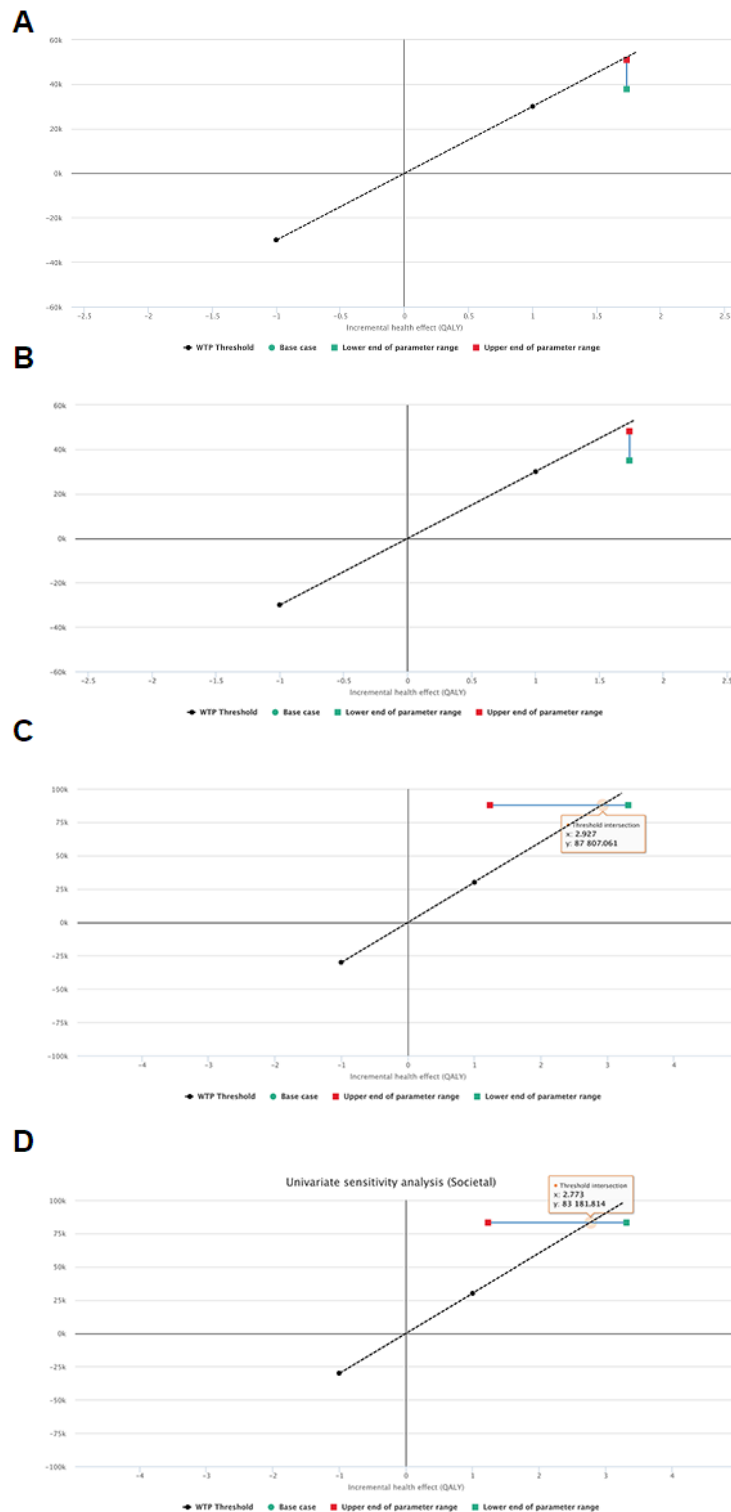 A
60k
40k
20k
0k
-20k
-40k
-60k
-2.5 -2 -1.5 -1 -0.5 0 0.5 1 1.5 2 2.5
Incremental health effect (QALY)
WTP Threshold Base case Lower end of parameter range Upper end of parameter range
B
60k
40k
20k
0k
-20k
-40k
-60k
-2.5 -2 -1.5 -1 -0.5 0 0.5 1 1.5 2 2.5
Incremental health effect (QALY)
WTP Threshold Base case Lower end of parameter range Upper end of parameter range
C
100k
75k
50k
25k
0k
-25k
-50k
-75k
-100k
Threshold intersection
x: 2.927
y: 87 807.061
-4 -3 -2 -1 0 1 2 3 4
Incremental health effect (QALY)
WTP Threshold Base case Upper end of parameter range Lower end of parameter range
D
Univariate sensitivity analysis (Societal)
Threshold intersection
x: 2.773
y: 83 181.814
100k
75k
50k
25k
0k
-25k
-50k
-75k
-100k
-4 -3 -2 -1 0 1 2 3 4
Incremental health effect (QALY)
WTP Threshold Base case Upper end of parameter range Lower end of parameter range